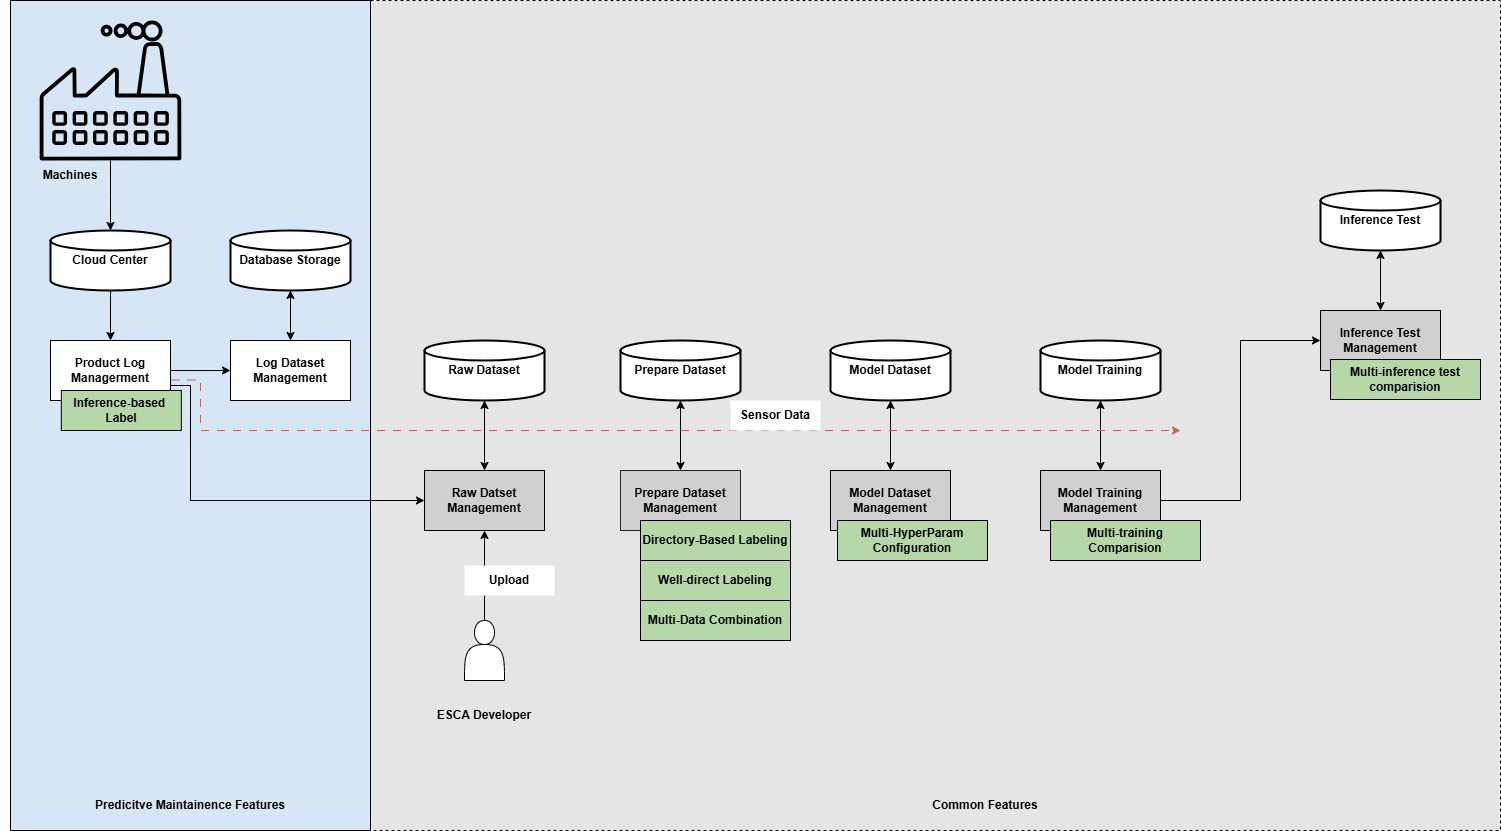 Machines
Cloud Center
Database Storage
Product Log
Managerment
Inference-based
Label
Log Dataset
Management
Raw Dataset
Prepare Dataset
Model Dataset
Model Training
Inference Test
Inference Test
Management
Multi-inference test
comparision
Sensor Data
Raw Datset
Management
Prepare Dataset
Management
Directory-Based Labeling
Well-direct Labeling
Multi-Data Combination
Model Dataset
Management
Multi-HyperParam
Configuration
Model Training
Management
Multi-training
Comparision
Upload
ESCA Developer
Predicitve Maintainence Features
Common Features